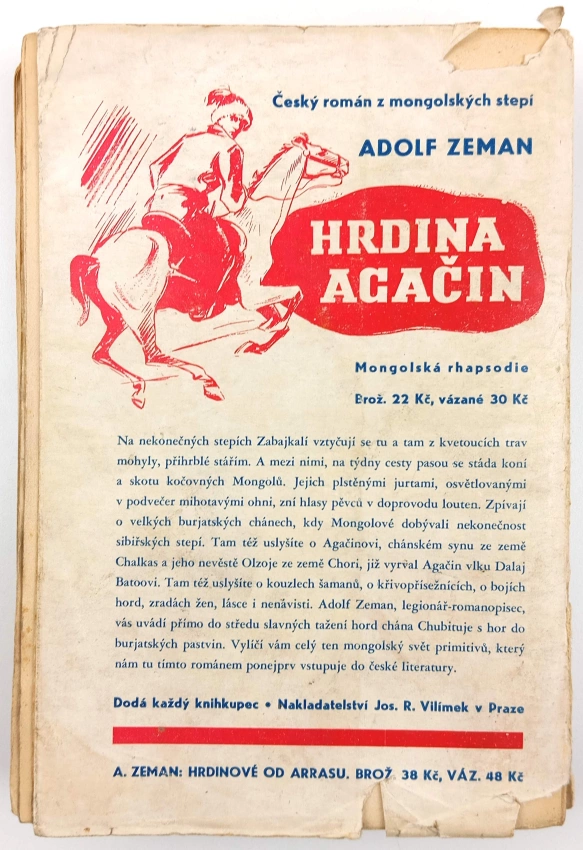 Český román z mongolských stepí
ADOLF ZEMAN
HRDINA
AGAČIN
Mongolská rhapsodie
Brož. 22 Kč, vázané 30 Kč
Na nekonečných stepích Zabajkalí vztyčují se tu a tam z kvetoucích trav
mohyly, přihrblé stářím. A mezi nimi, na týdny cesty pasou se stáda koní
a skotu kočovných Mongolů. Jejich plstěnými jurtami, osvětlovanými
v podvečer mihotavými ohni, zní hlasy pěvců v doprovodu louten. Zpívají
o velkých burjatských chánech, kdy Mongolové dobývali nekonečnost
sibiřských stepí. Tam též uslyšíte o Agačinovi, chánském synu ze země
Chalkas a jeho nevěstě Olzoje ze země Chori, již vyrval Agačin vlku Dalaj
Batoovi. Tam též uslyšíte o kouzlech šamanů, o křivopřísežnících, o bojích
hord, zradách žen, lásce i nenávisti. Adolf Zeman, legionář-romanopisec,
vás uvádí přímo do středu slavných tažení hord chána Chubituje s hor do
burjatských pastvin. Vylíčí vám celý ten mongolský svět primitivů, který
nám tu tímto románem ponejprv vstupuje do české literatury.
Dodá každý knihkupec • Nakladatelství Jos. R. Vilímek v Praze
A. ZEMAN: HRDINOVÉ OD ARRASU. BROŽ. 38 Kč, VÁZ. 48 Kč